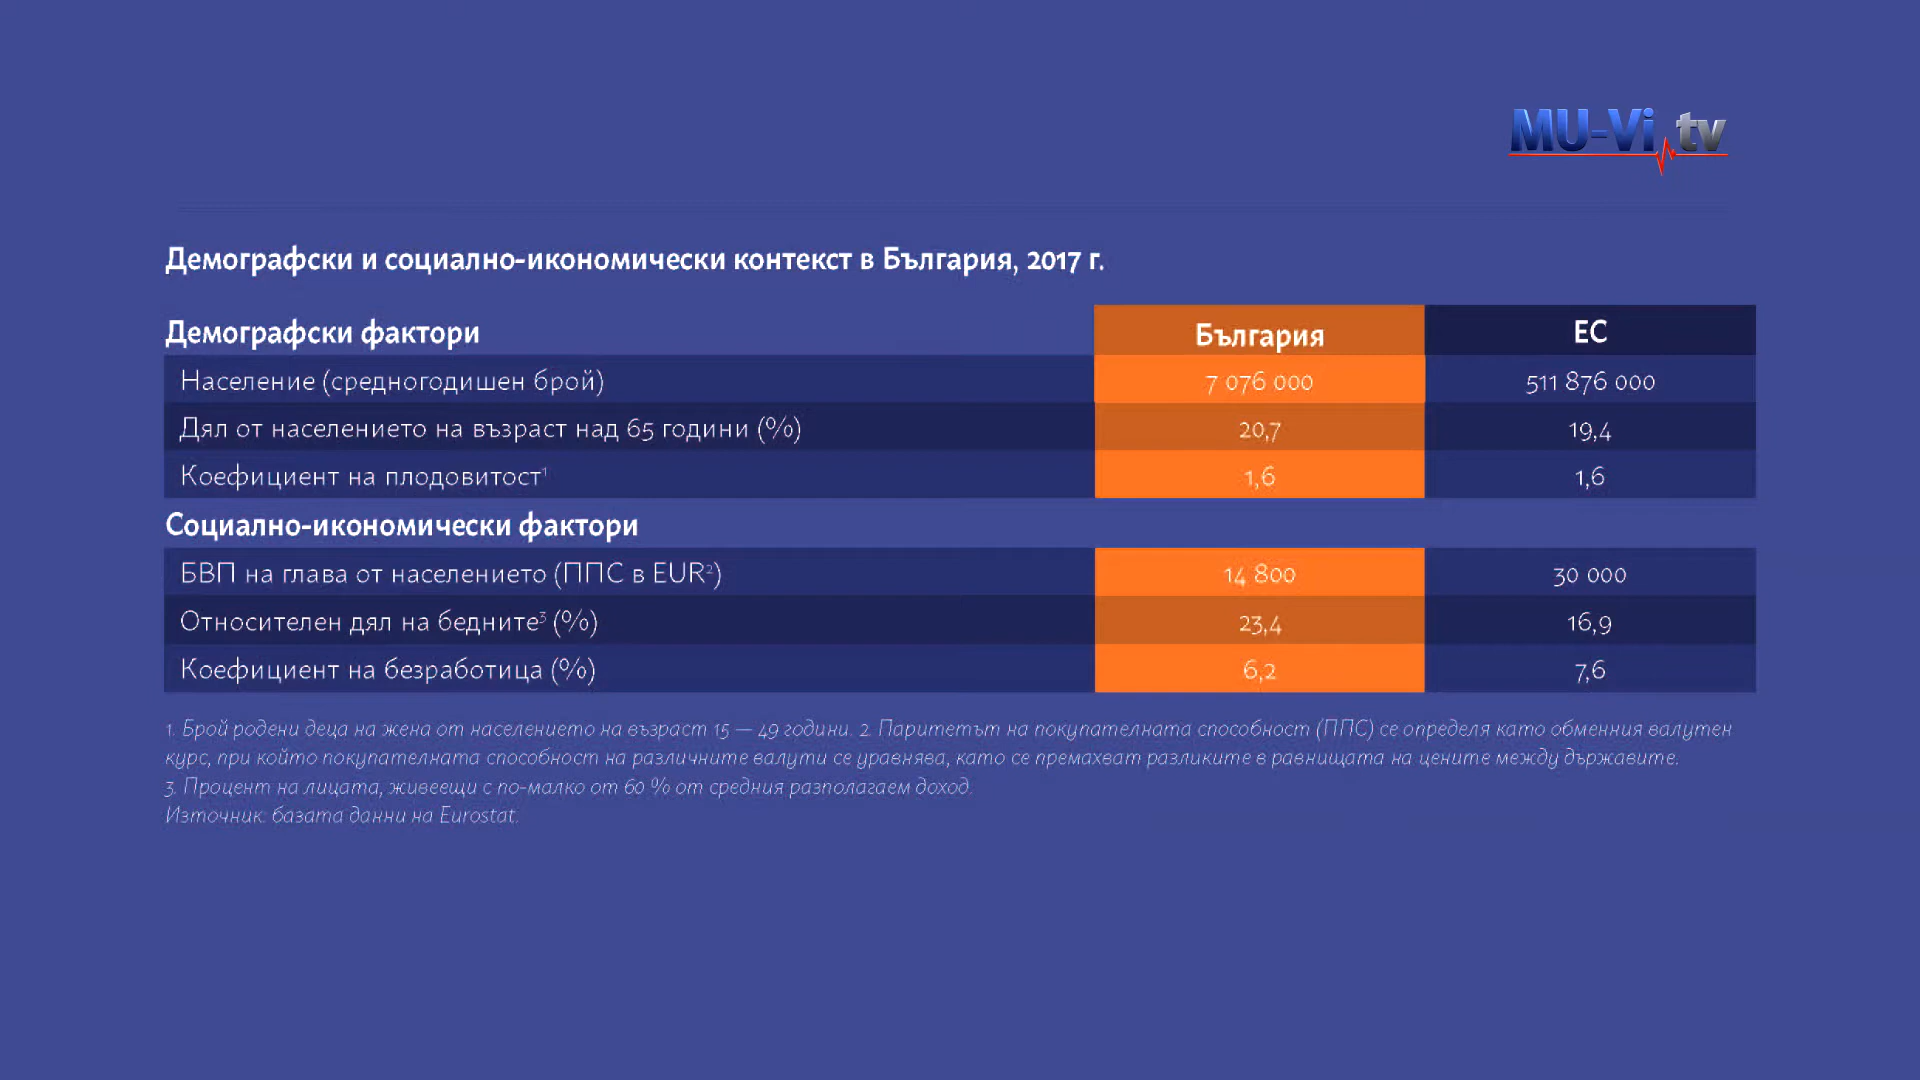 MU-Vi.tv
Демографски и социално-икономически контекст в България, 2017 г.
Демографски фактори България ЕС
Население (средногодишен брой) 7 076 000 511 876 000
Дял от населението на възраст над 65 години (%) 20,7 19,4
Коефициент на плодовитост¹ 1,6 1,6
Социално-икономически фактори
БВП на глава от населението (ППС в EUR²) 14 800 30 000
Относителен дял на бедните³ (%) 23,4 16,9
Коефициент на безработица (%) 6,2 7,6
1. Брой родени деца на жена от населението на възраст 15 — 49 години. 2. Паритетът на покупателната способност (ППС) се определя като обменния валутен
курс, при който покупателната способност на различните валути се уравнява, като се премахват разликите в равнищата на цените между държавите.
3. Процент на лицата, живеещи с по-малко от 60 % от средния разполагаем доход.
Източник: базата данни на Eurostat.